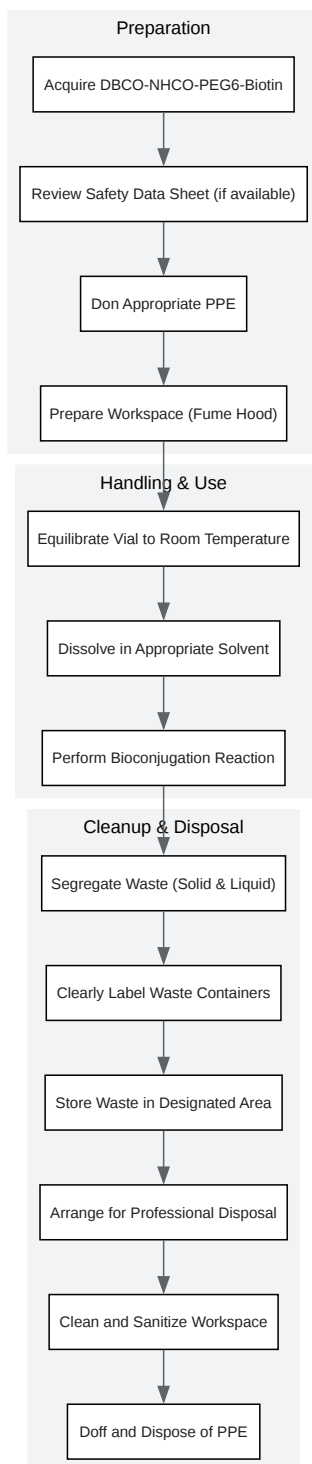 Preparation
Acquire DBCO-NHCO-PEG6-Biotin
Review Safety Data Sheet (if available)
Don Appropriate PPE
Prepare Workspace (Fume Hood)
Handling & Use
Equilibrate Vial to Room Temperature
Dissolve in Appropriate Solvent
Perform Bioconjugation Reaction
Cleanup & Disposal
Segregate Waste (Solid & Liquid)
Clearly Label Waste Containers
Store Waste in Designated Area
Arrange for Professional Disposal
Clean and Sanitize Workspace
Doff and Dispose of PPE